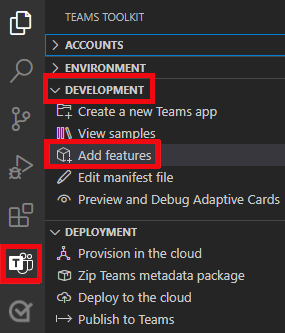 TEAMS TOOLKIT
ACCOUNTS
ENVIRONMENT
DEVELOPMENT
Create a new Teams app
View samples
Add features
Edit manifest file
Preview and Debug Adaptive Cards
DEPLOYMENT
Provision in the cloud
Zip Teams metadata package
Deploy to the cloud
Publish to Teams